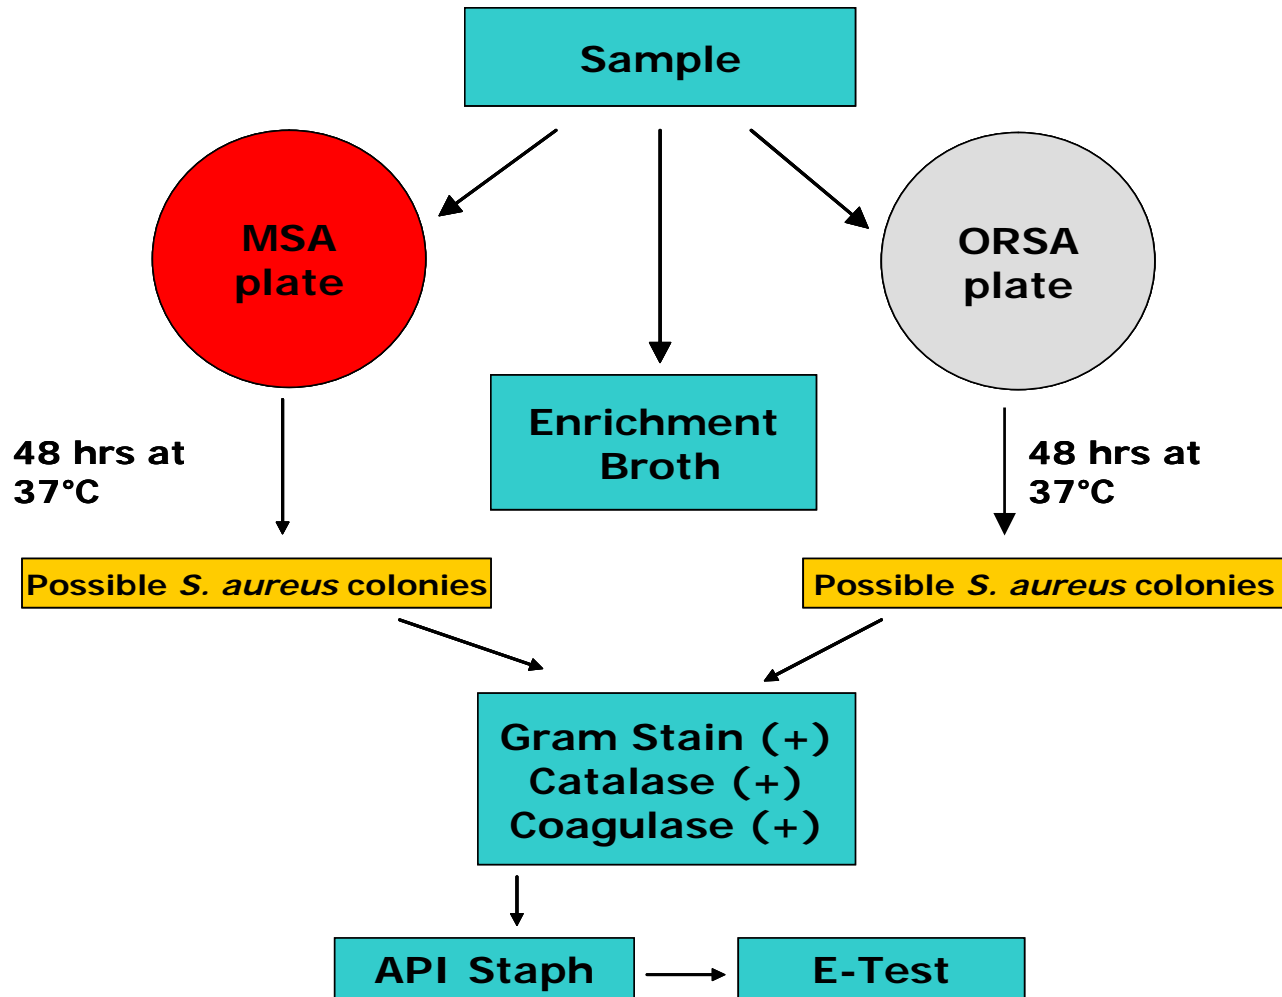 Sample
MSA
plate
ORSA
plate
Enrichment
Broth
48 hrs at
37°C
48 hrs at
37°C
Possible S. aureus colonies
Possible S. aureus colonies
Gram Stain (+)
Catalase (+)
Coagulase (+)
API Staph
E-Test